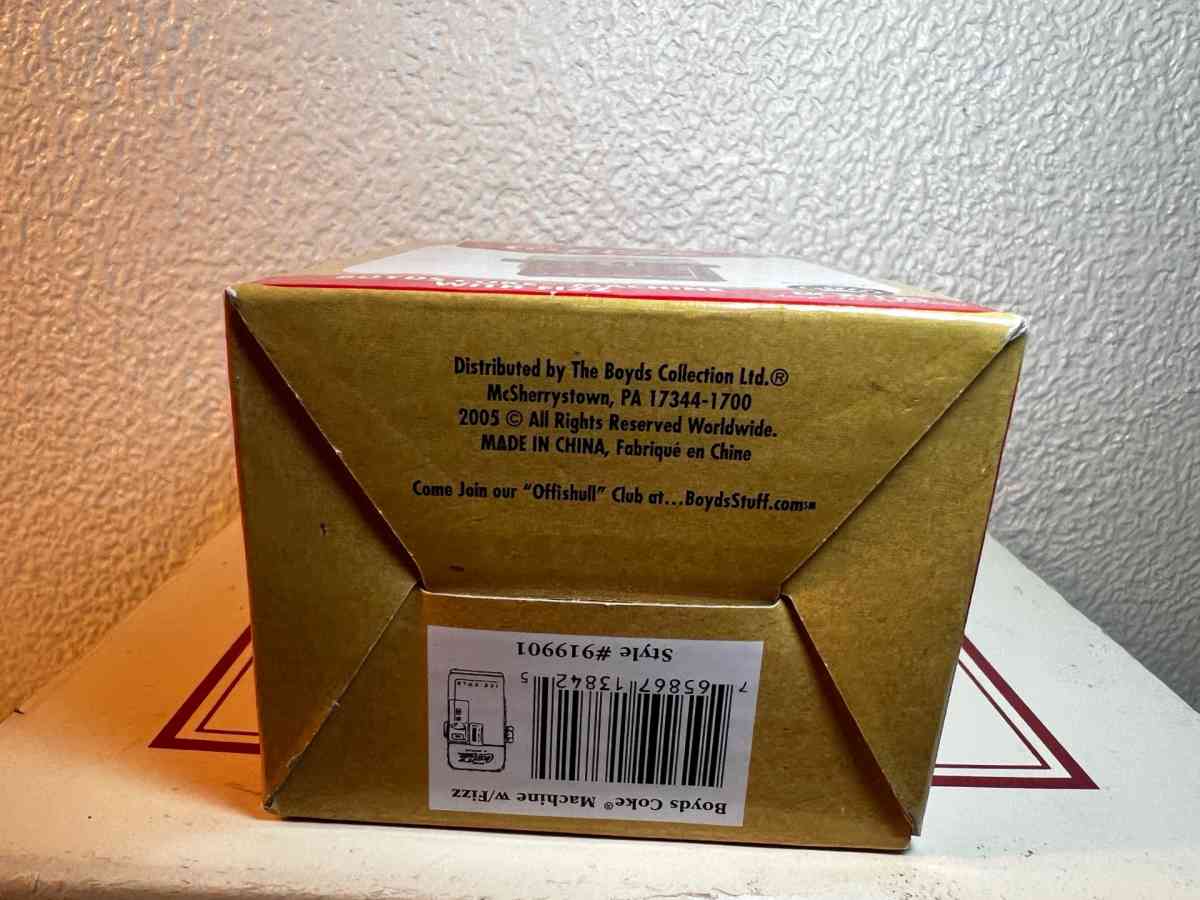 Distributed by The Boyds Collection Ltd.®
McSherrystown, PA 17344-1700
2005 © All Rights Reserved Worldwide.
MADE IN CHINA, Fabriqué en Chine
Come Join our "Offishull" Club at...BoydsStuff.com℠
Boyds Coke® Machine w/Fizz
7 65867 13842 5
Style #919901